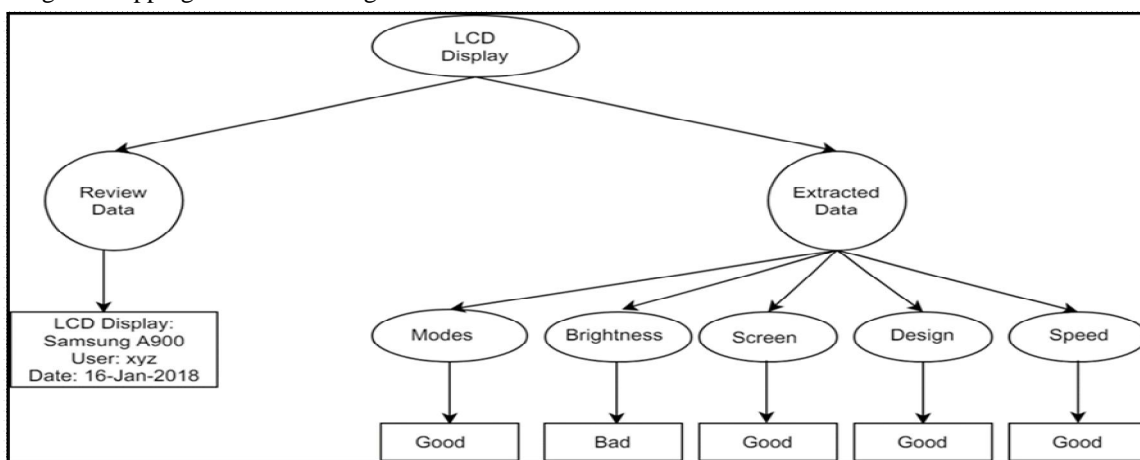 LCD
Display
Review
Data
Extracted
Data
LCD Display:
Samsung A900
User: xyz
Date: 16-Jan-2018
Modes
Brightness
Screen
Design
Speed
Good
Bad
Good
Good
Good